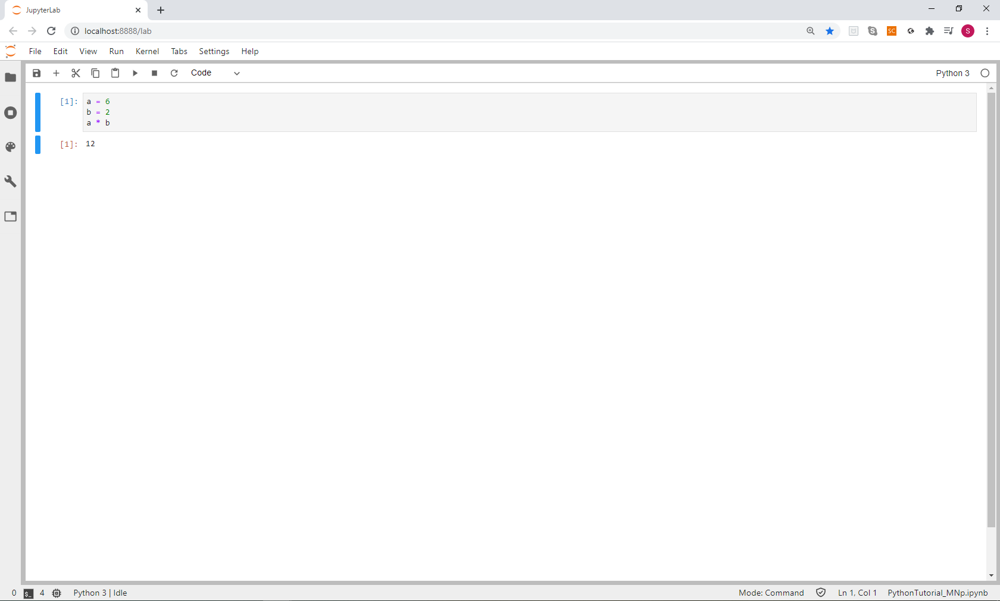 JupyterLab
localhost:8888/lab
SC
S
File Edit View Run Kernel Tabs Settings Help
Code
Python 3
[1]: a = 6
b = 2
a * b
[1]: 12
0 $_ 4 Python 3 | Idle
Mode: Command Ln 1, Col 1 PythonTutorial_MNp.ipynb